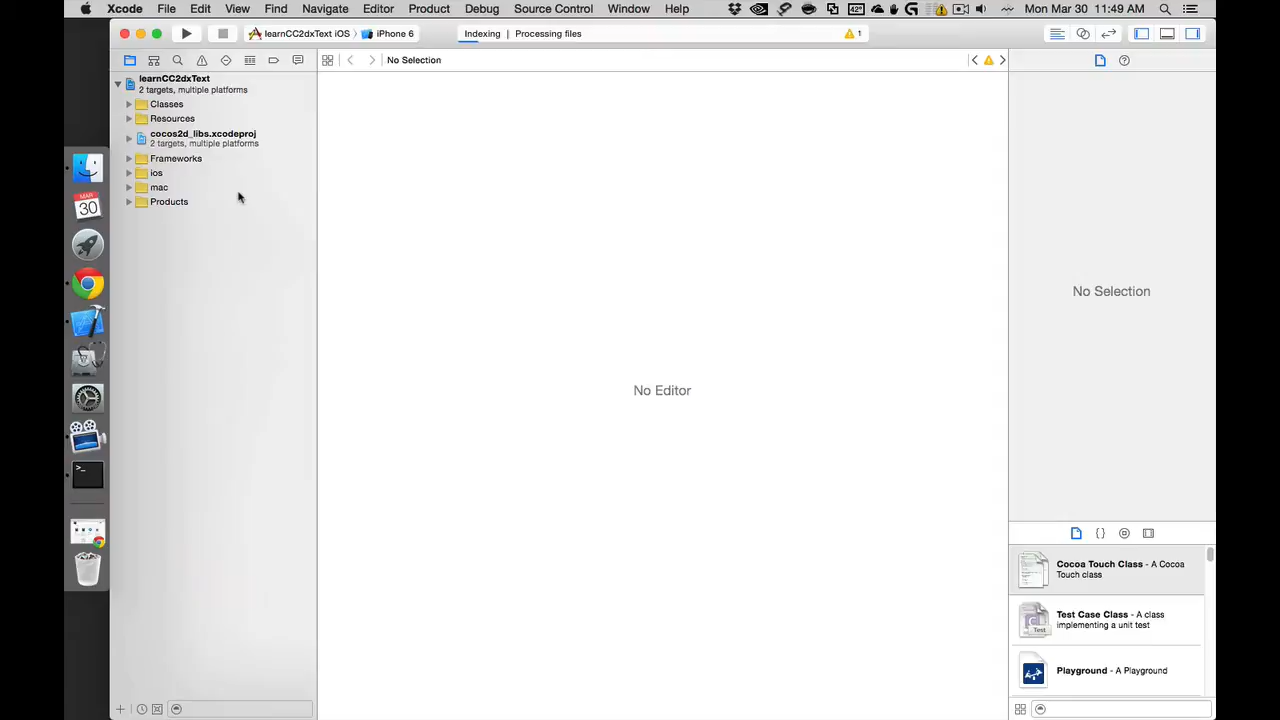 Xcode File Edit View Find Navigate Editor Product Debug Source Control Window Help 42° Mon Mar 30 11:49 AM
learnCC2dxText iOS iPhone 6 Indexing Processing files 1
No Selection
learnCC2dxText
2 targets, multiple platforms
Classes
Resources
cocos2d_libs.xcodeproj
2 targets, multiple platforms
Frameworks
ios
mac
Products
MAR
30
>_
No Editor
No Selection
{ }
Cocoa Touch Class - A Cocoa
Touch class
Test Case Class - A class
implementing a unit test
Test
Playground - A Playground